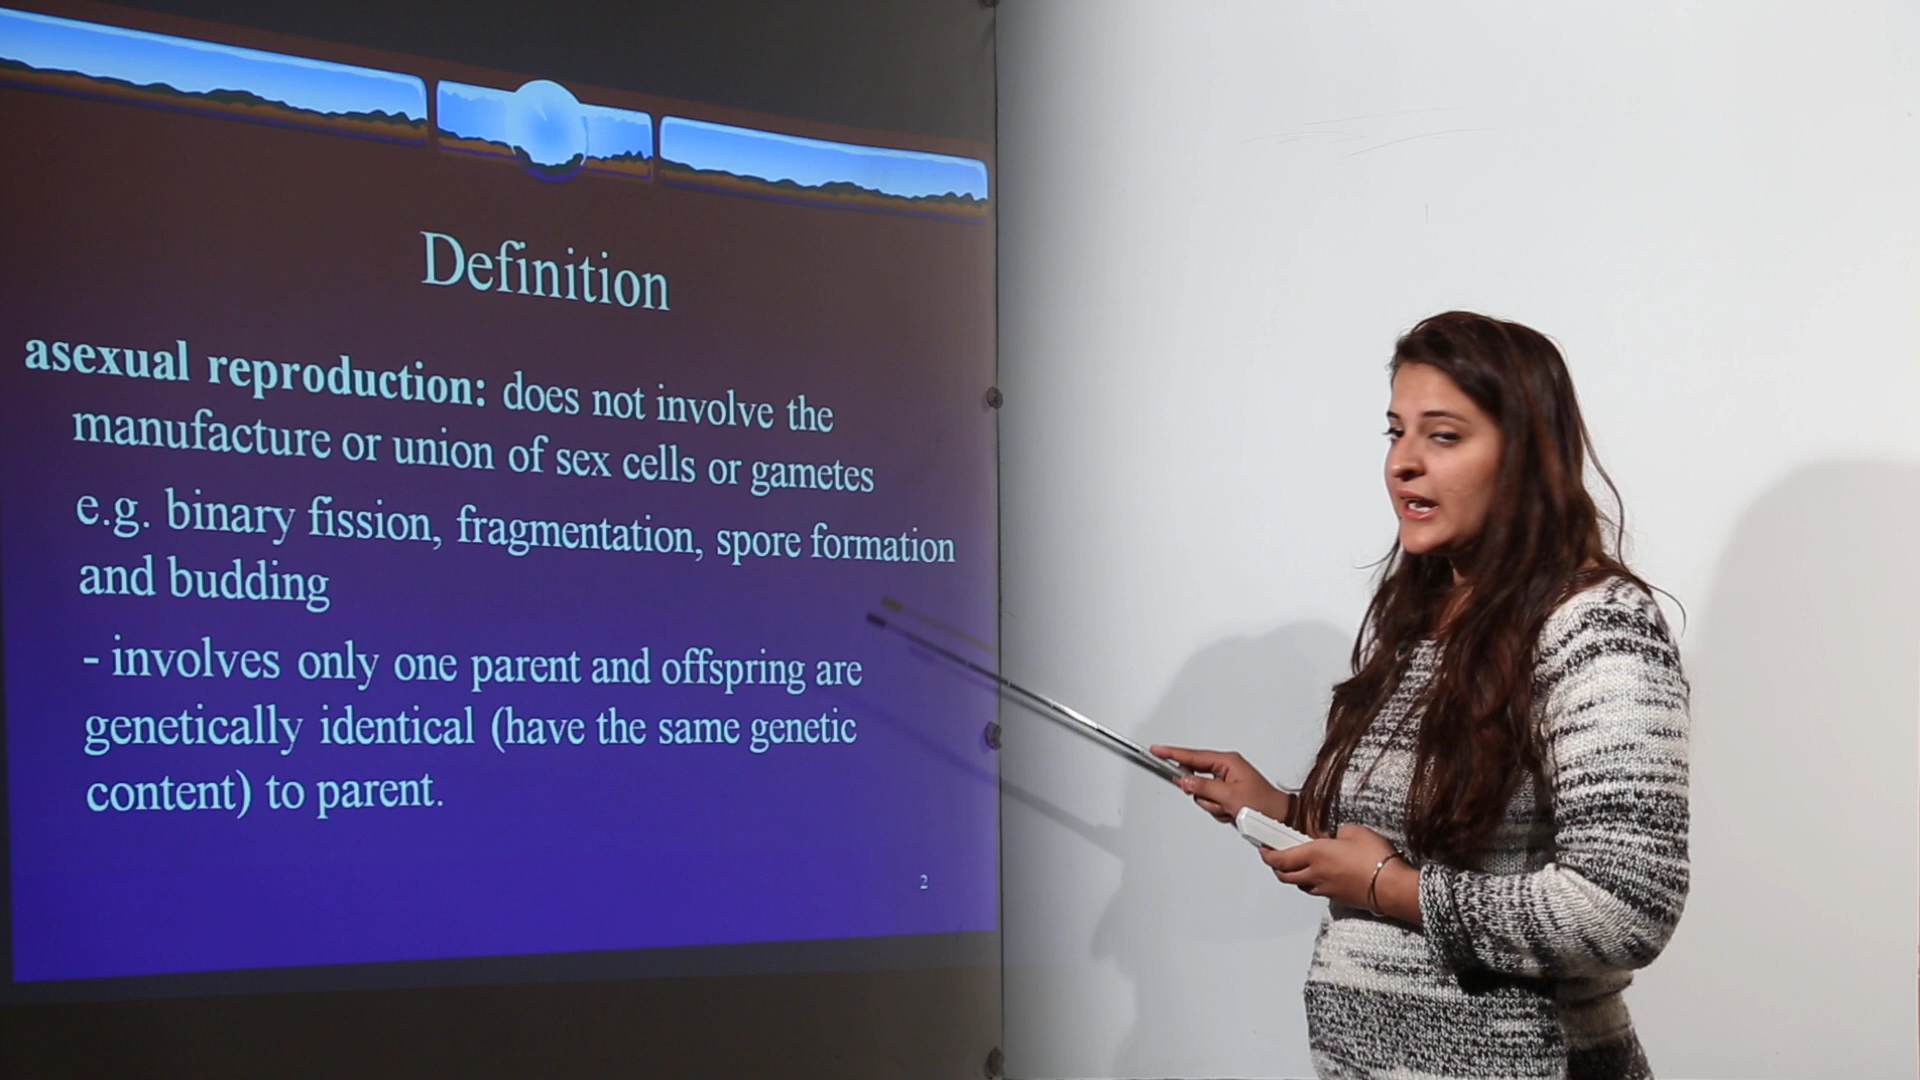 Definition
asexual reproduction: does not involve the
manufacture or union of sex cells or gametes
e.g. binary fission, fragmentation, spore formation
and budding
- involves only one parent and offspring are
genetically identical (have the same genetic
content) to parent.
2